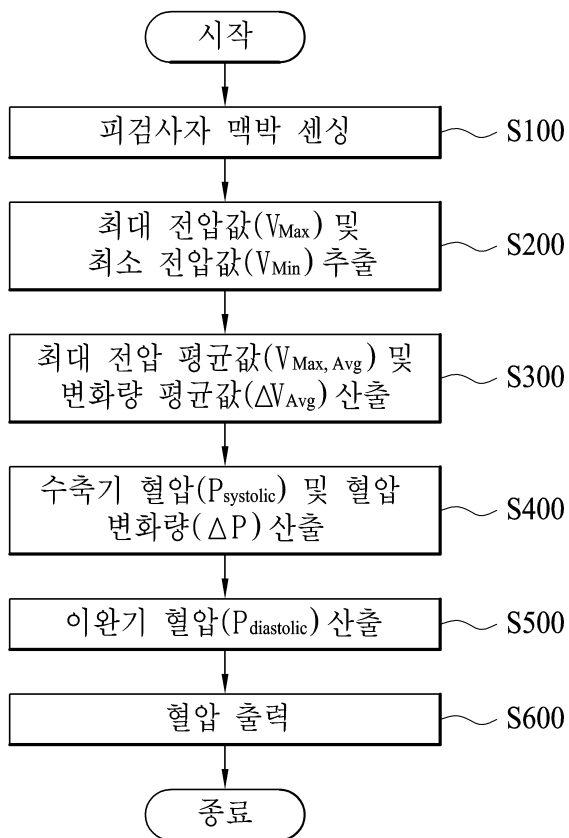 시작
피검사자 맥박 센싱
S100
최대 전압값(VMax) 및
최소 전압값(VMin) 추출
S200
최대 전압 평균값(VMax, Avg) 및
변화량 평균값(△VAvg) 산출
S300
수축기 혈압(Psystolic) 및 혈압
변화량(△P) 산출
S400
이완기 혈압(Pdiastolic) 산출
S500
혈압 출력
S600
종료